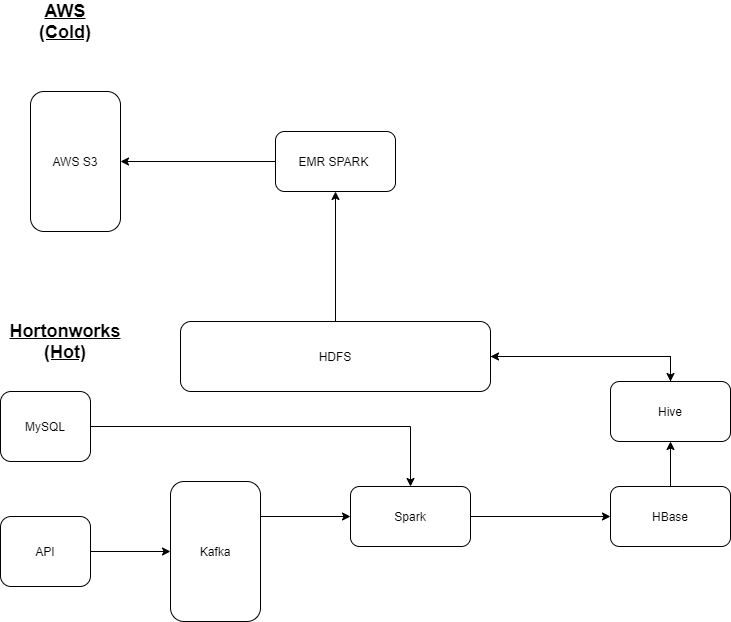 AWS
(Cold)
AWS S3
EMR SPARK
Hortonworks
(Hot)
HDFS
MySQL
Hive
Spark
HBase
API
Kafka